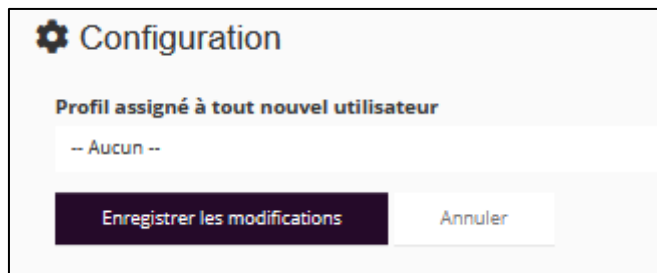 Configuration
Profil assigné à tout nouvel utilisateur
-- Aucun --
Enregistrer les modifications Annuler